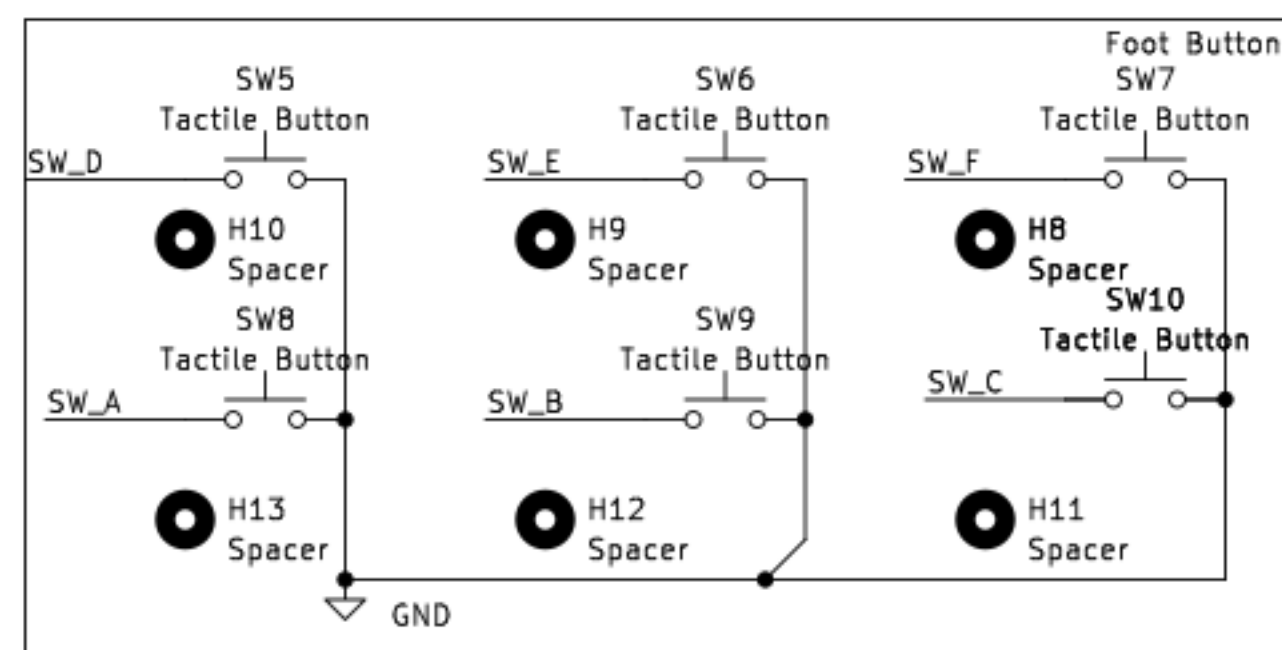 Foot Button
SW5
Tactile Button
SW6
Tactile Button
SW7
Tactile Button
SW_D
SW_E
SW_F
H10
Spacer
H9
Spacer
H8
Spacer
SW8
Tactile Button
SW9
Tactile Button
SW10
Tactile Button
SW_A
SW_B
SW_C
H13
Spacer
H12
Spacer
H11
Spacer
GND